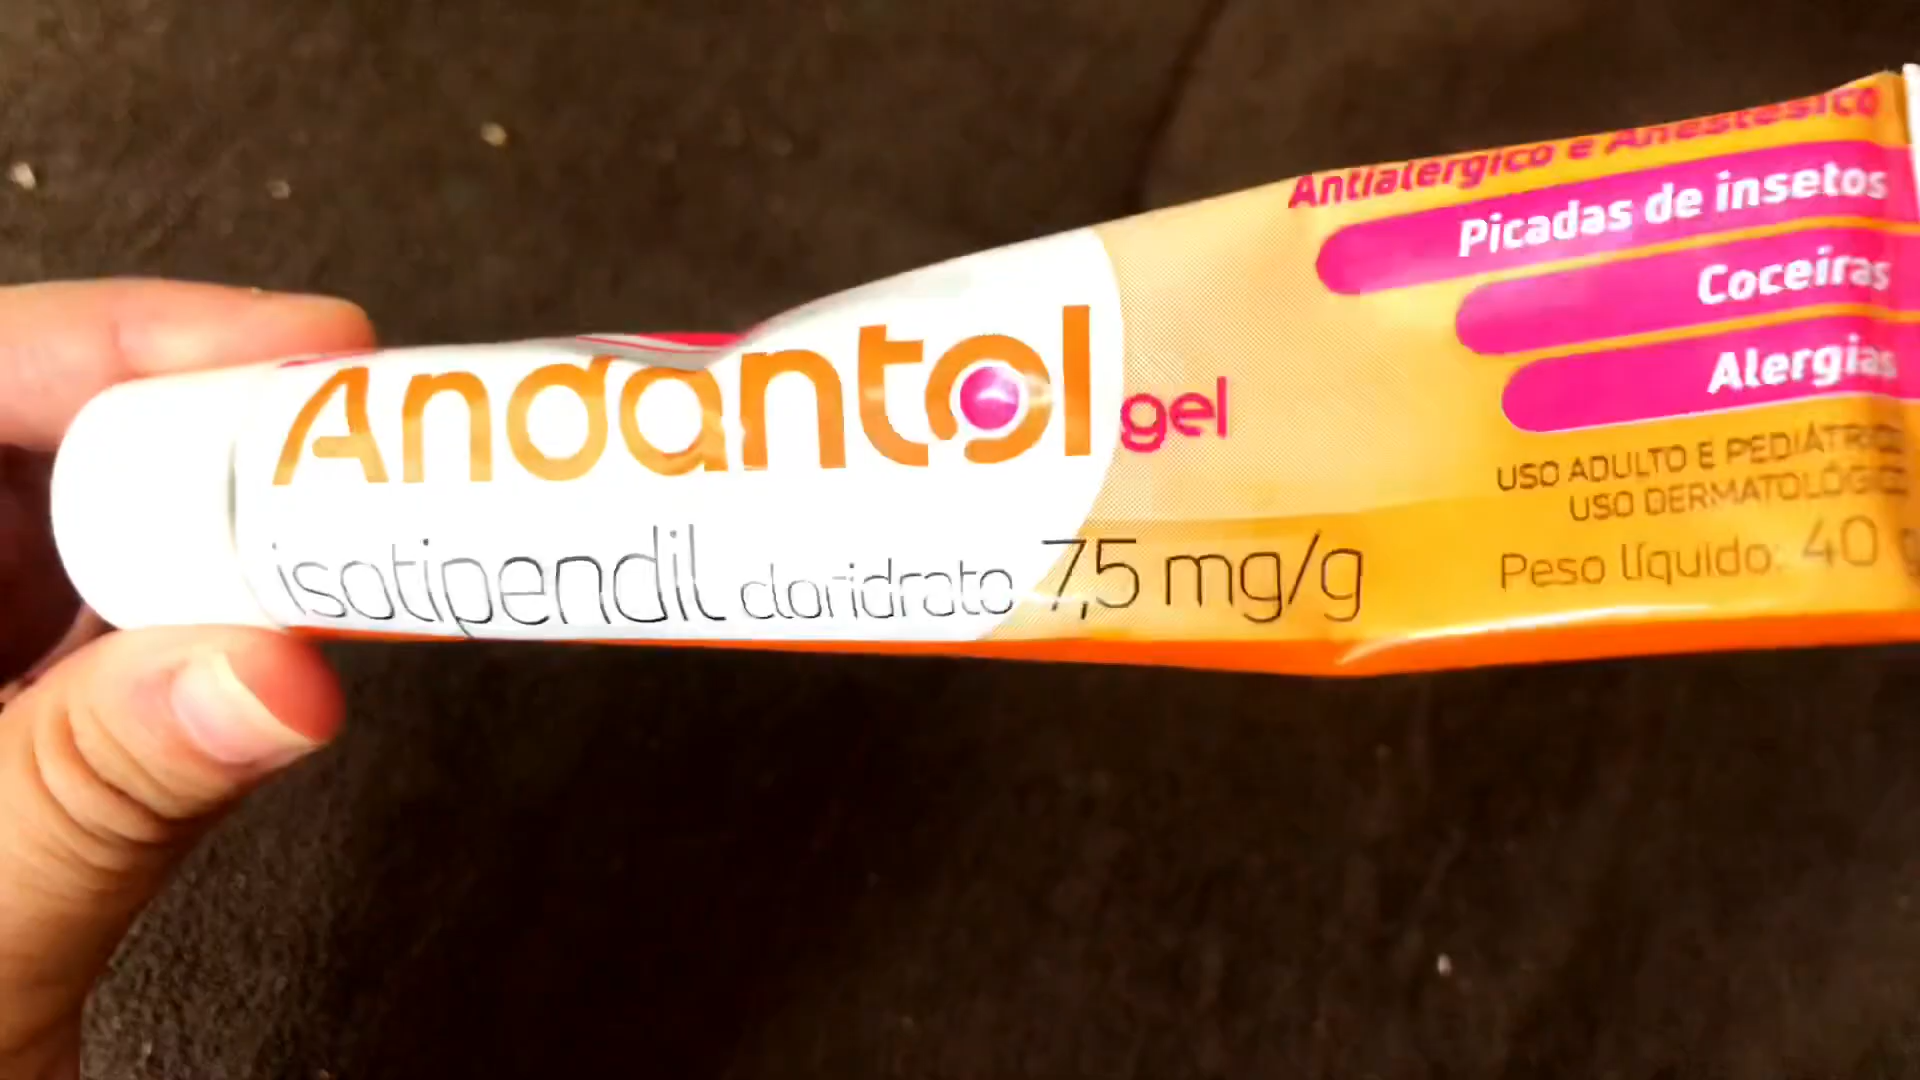 Andantol gel
isotipendil cloridrato 7,5 mg/g
Antialérgico e Anestésico
Picadas de insetos
Coceiras
Alergias
USO ADULTO E PEDIÁTRICO
USO DERMATOLÓGICO
Peso líquido: 40 g